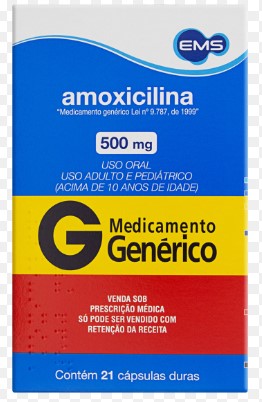 EMS
amoxicilina
"Medicamento genérico Lei nº 9.787, de 1999"
500 mg
USO ORAL
USO ADULTO E PEDIÁTRICO
(ACIMA DE 10 ANOS DE IDADE)
G Medicamento
Genérico
VENDA SOB
PRESCRIÇÃO MÉDICA
SÓ PODE SER VENDIDO COM
RETENÇÃO DA RECEITA
Contém 21 cápsulas duras